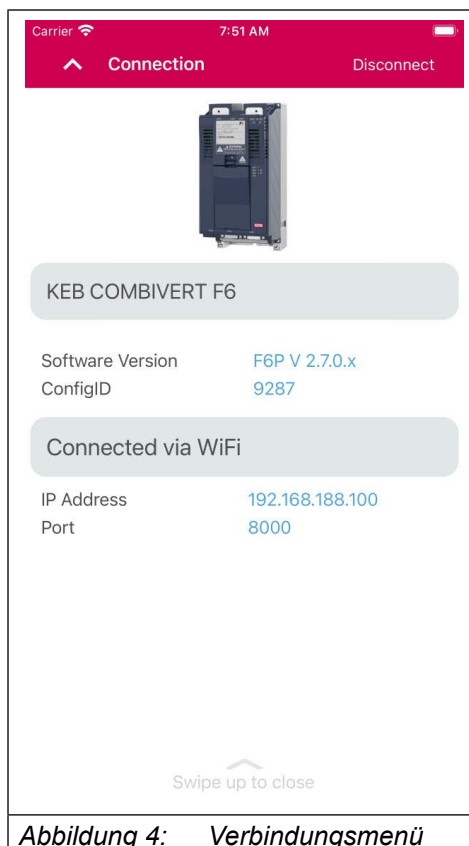 Carrier 7:51 AM
Connection Disconnect
KEB COMBIVERT F6
Software Version F6P V 2.7.0.x
ConfigID 9287
Connected via WiFi
IP Address 192.168.188.100
Port 8000
Swipe up to close
Abbildung 4: Verbindungsmenü